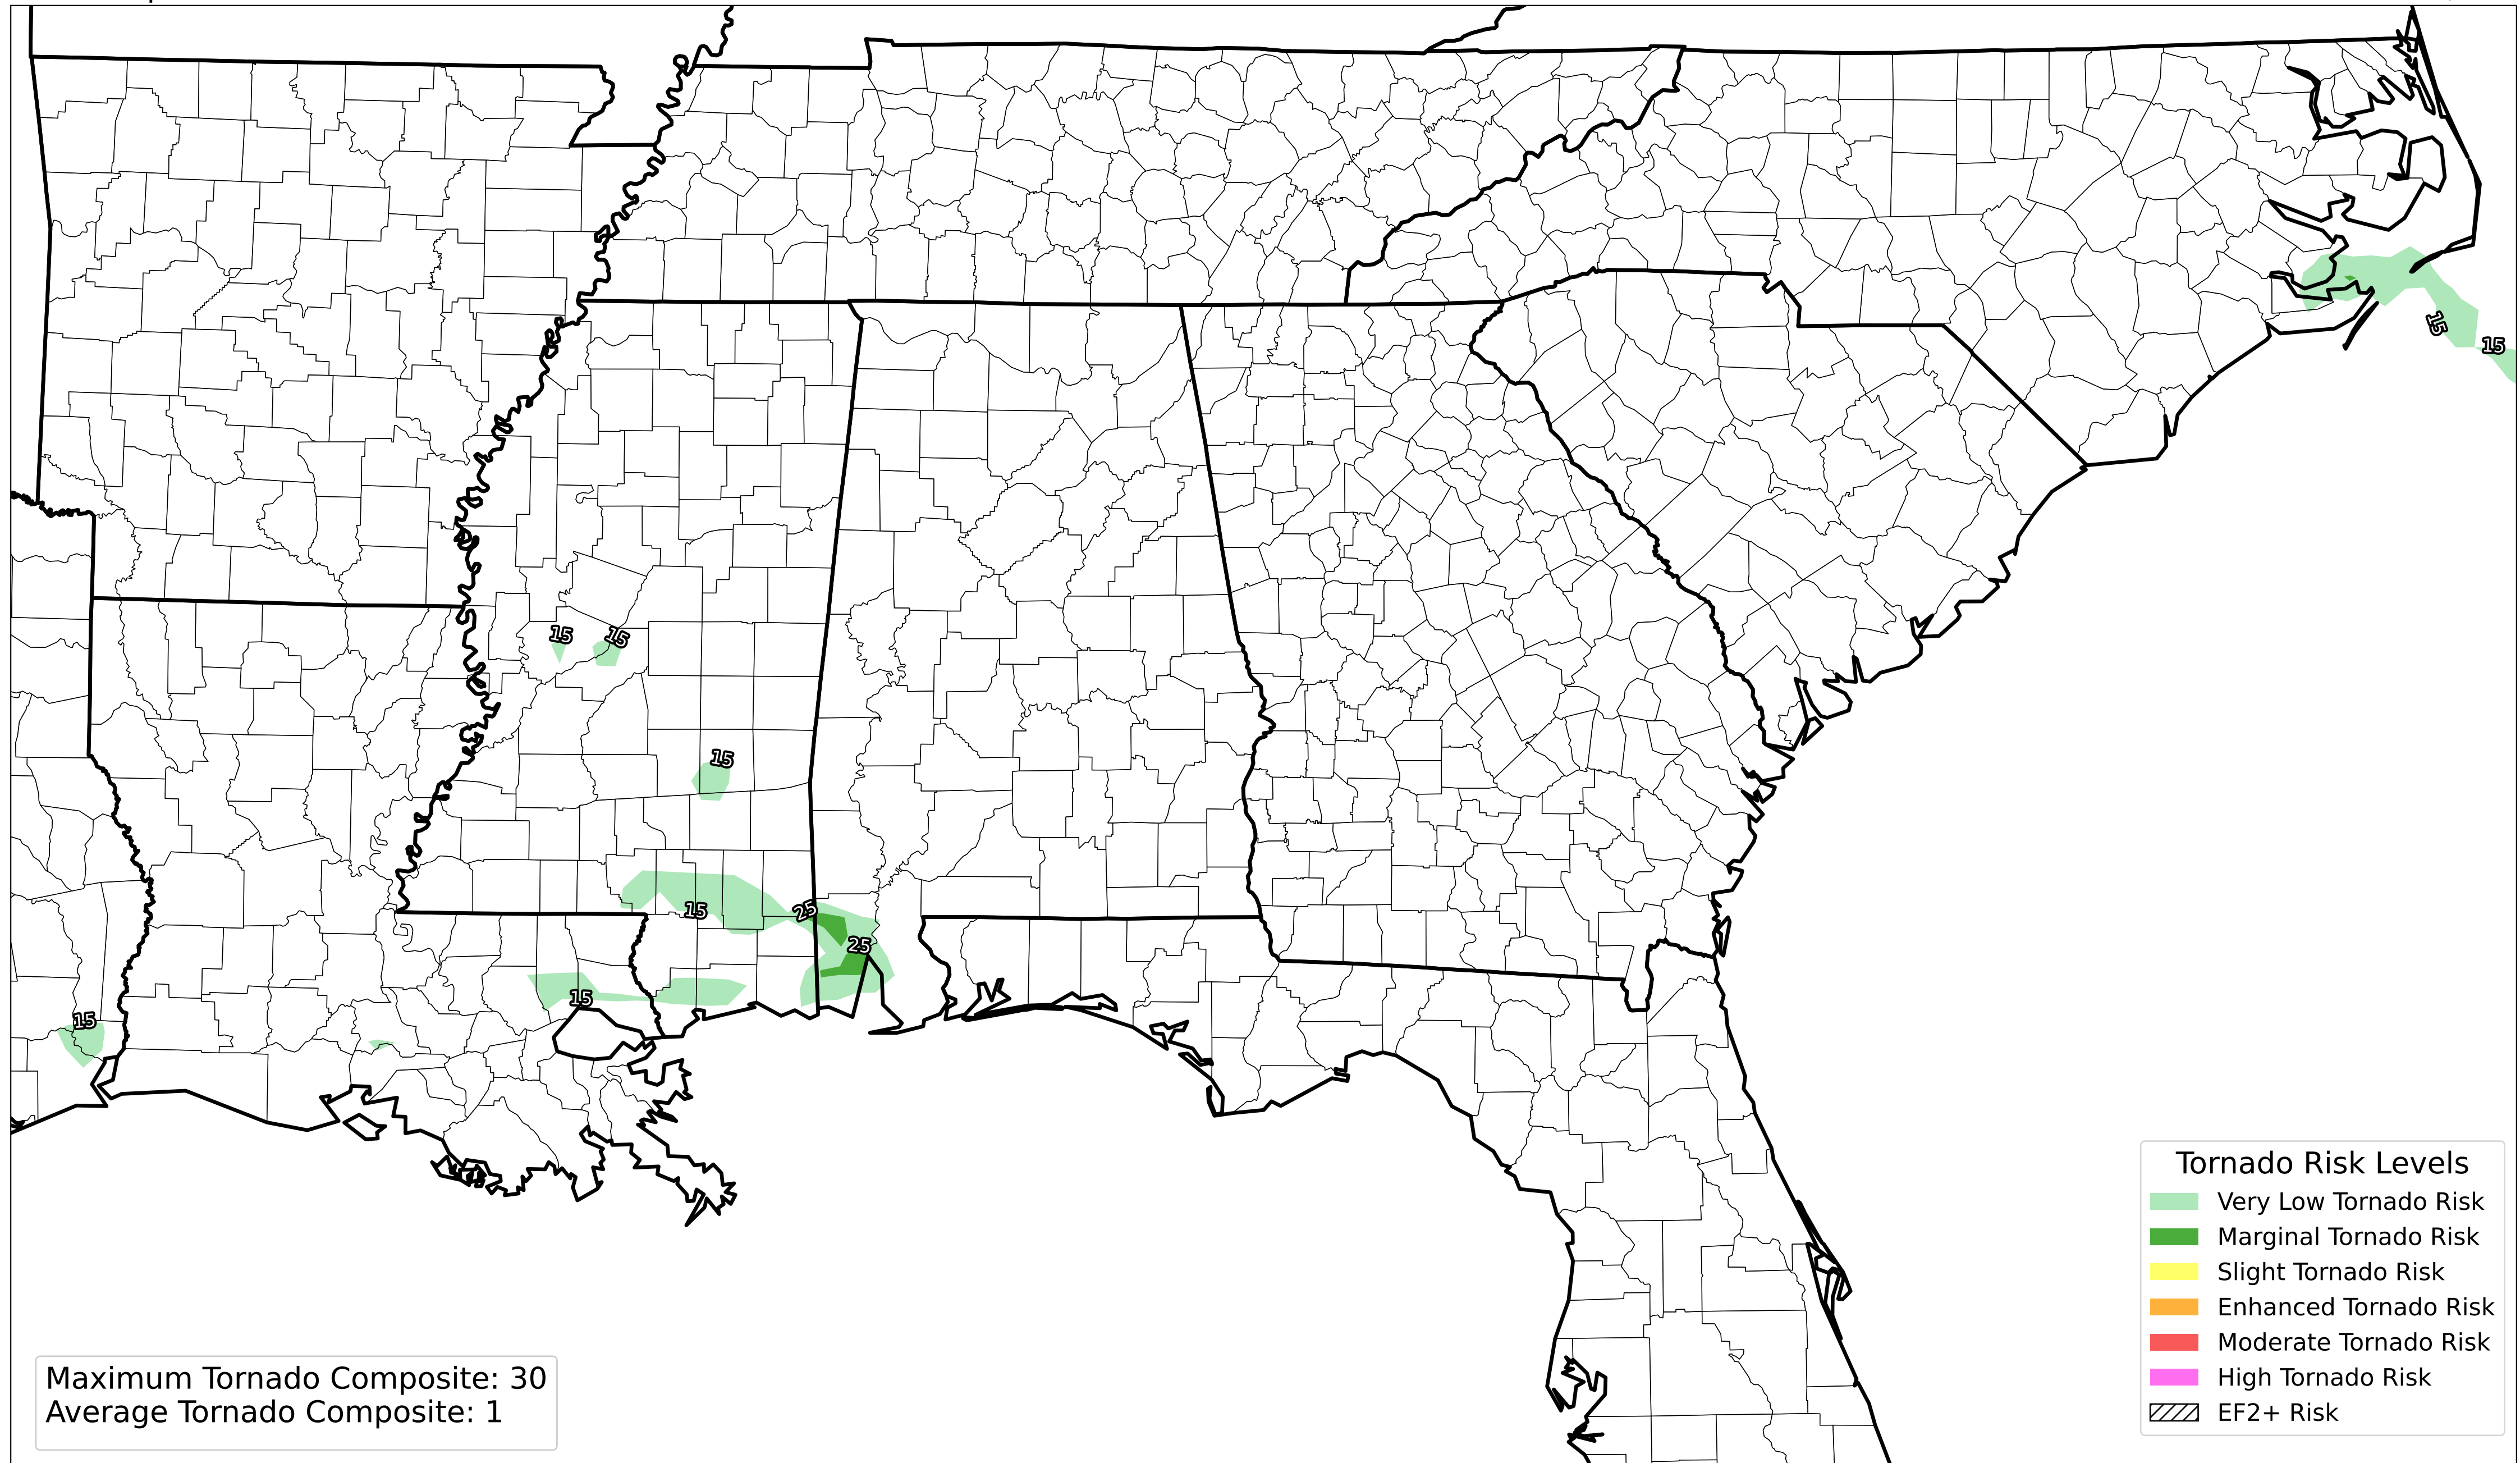 15
15
15
15
15
15
25
25
15
15
Tornado Risk Levels
Very Low Tornado Risk
Marginal Tornado Risk
Slight Tornado Risk
Enhanced Tornado Risk
Moderate Tornado Risk
High Tornado Risk
EF2+ Risk
Maximum Tornado Composite: 30
Average Tornado Composite: 1